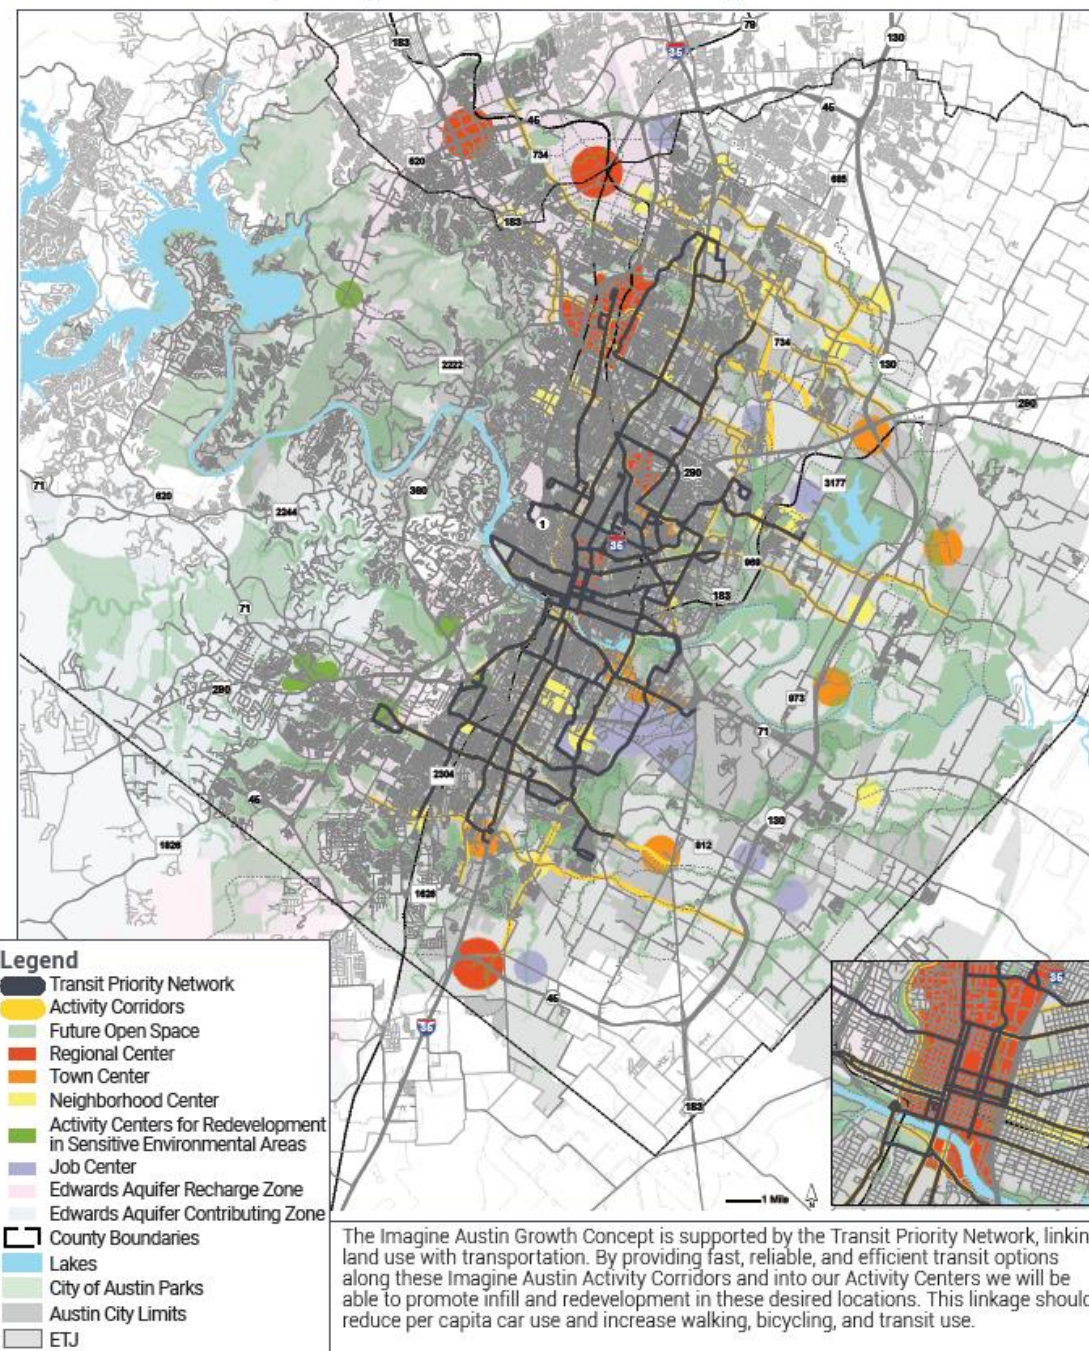 183
79
35
130
45
45
620
734
685
183
734
2222
130
290
71
620
380
290
3177
2244
1
35
969
183
71
290
973
71
2304
45
130
1826
812
1626
45
35
183
35
1 Mile
N
Legend
Transit Priority Network
Activity Corridors
Future Open Space
Regional Center
Town Center
Neighborhood Center
Activity Centers for Redevelopment
in Sensitive Environmental Areas
Job Center
Edwards Aquifer Recharge Zone
Edwards Aquifer Contributing Zone
County Boundaries
Lakes
City of Austin Parks
Austin City Limits
ETJ
The Imagine Austin Growth Concept is supported by the Transit Priority Network, linkin
land use with transportation. By providing fast, reliable, and efficient transit options
along these Imagine Austin Activity Corridors and into our Activity Centers we will be
able to promote infill and redevelopment in these desired locations. This linkage should
reduce per capita car use and increase walking, bicycling, and transit use.